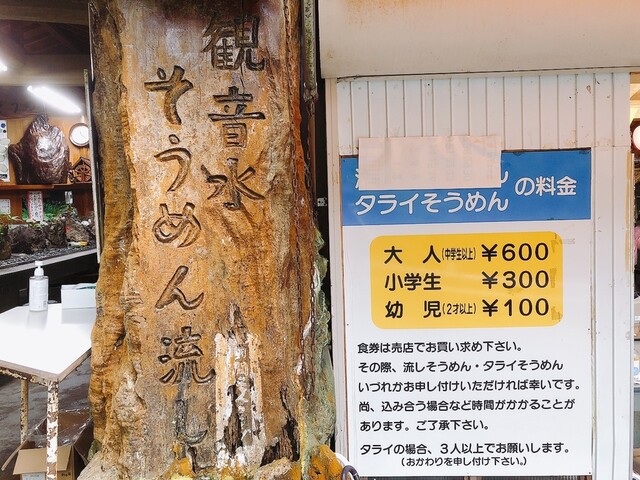 観音水
そうめん流し
タライそうめん
の料金
大人(中学生以上)¥600
小学生 ¥300
幼児(2才以上)¥100
食券は売店でお買い求め下さい。
その際、流しそうめん・タライそうめん
いづれかお申し付けいただければ幸いです。
尚、込み合う場合など時間がかかることが
あります。ご了承下さい。
タライの場合、3人以上でお願いします。
(おかわりを申し付け下さい。)